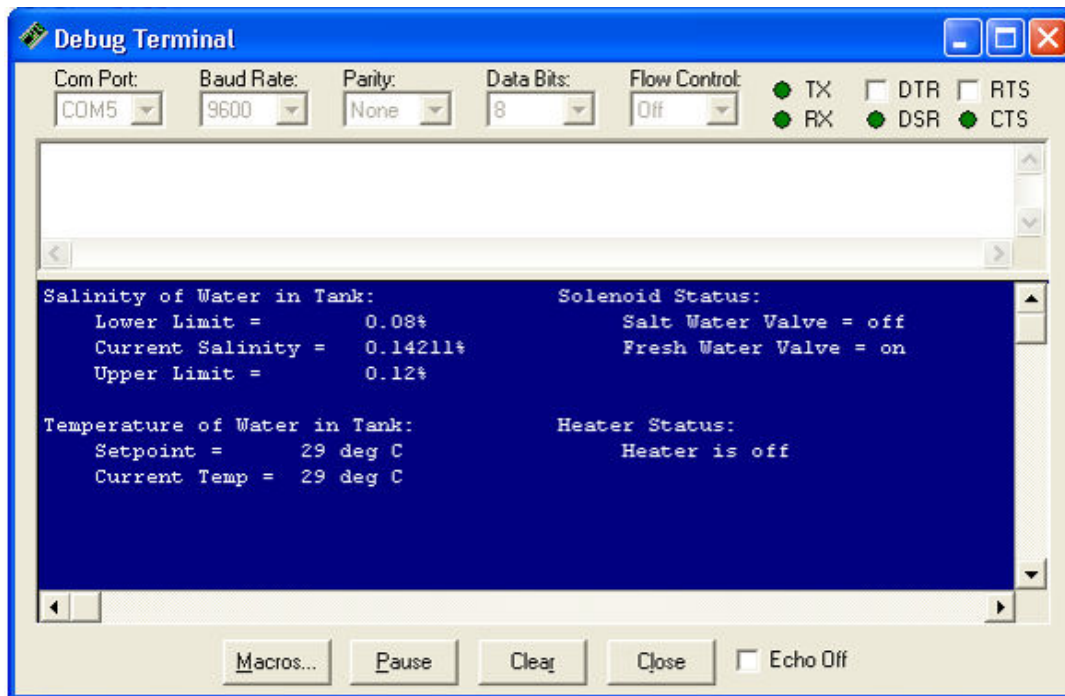 Debug Terminal
Com Port: Baud Rate: Parity: Data Bits: Flow Control:
COM5 9600 None 8 Off
TX DTR RTS
RX DSR CTS
Salinity of Water in Tank: Solenoid Status:
Lower Limit = 0.08% Salt Water Valve = off
Current Salinity = 0.14211% Fresh Water Valve = on
Upper Limit = 0.12%
Temperature of Water in Tank: Heater Status:
Setpoint = 29 deg C Heater is off
Current Temp = 29 deg C
Macros... Pause Clear Close Echo Off